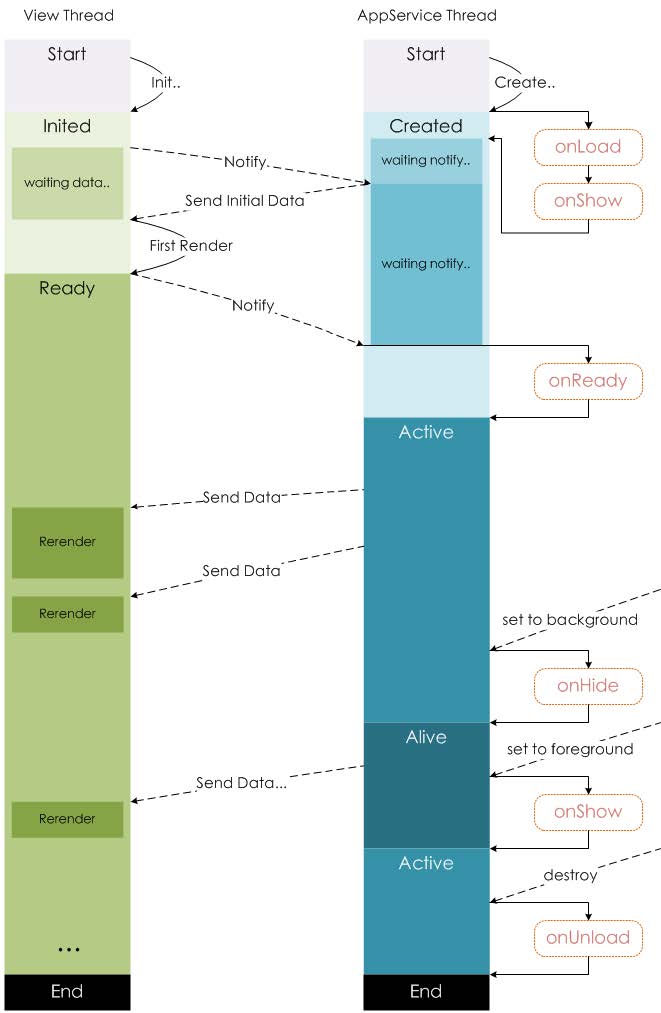 View Thread
AppService Thread
Start
Start
Init..
Create..
Inited
Created
onLoad
waiting notify..
Notify
waiting data..
Send Initial Data
onShow
First Render
waiting notify..
Ready
Notify
onReady
Active
Send Data
Rerender
Send Data
Rerender
set to background
onHide
Alive
set to foreground
Send Data...
onShow
Rerender
Active
destroy
onUnload
...
End
End